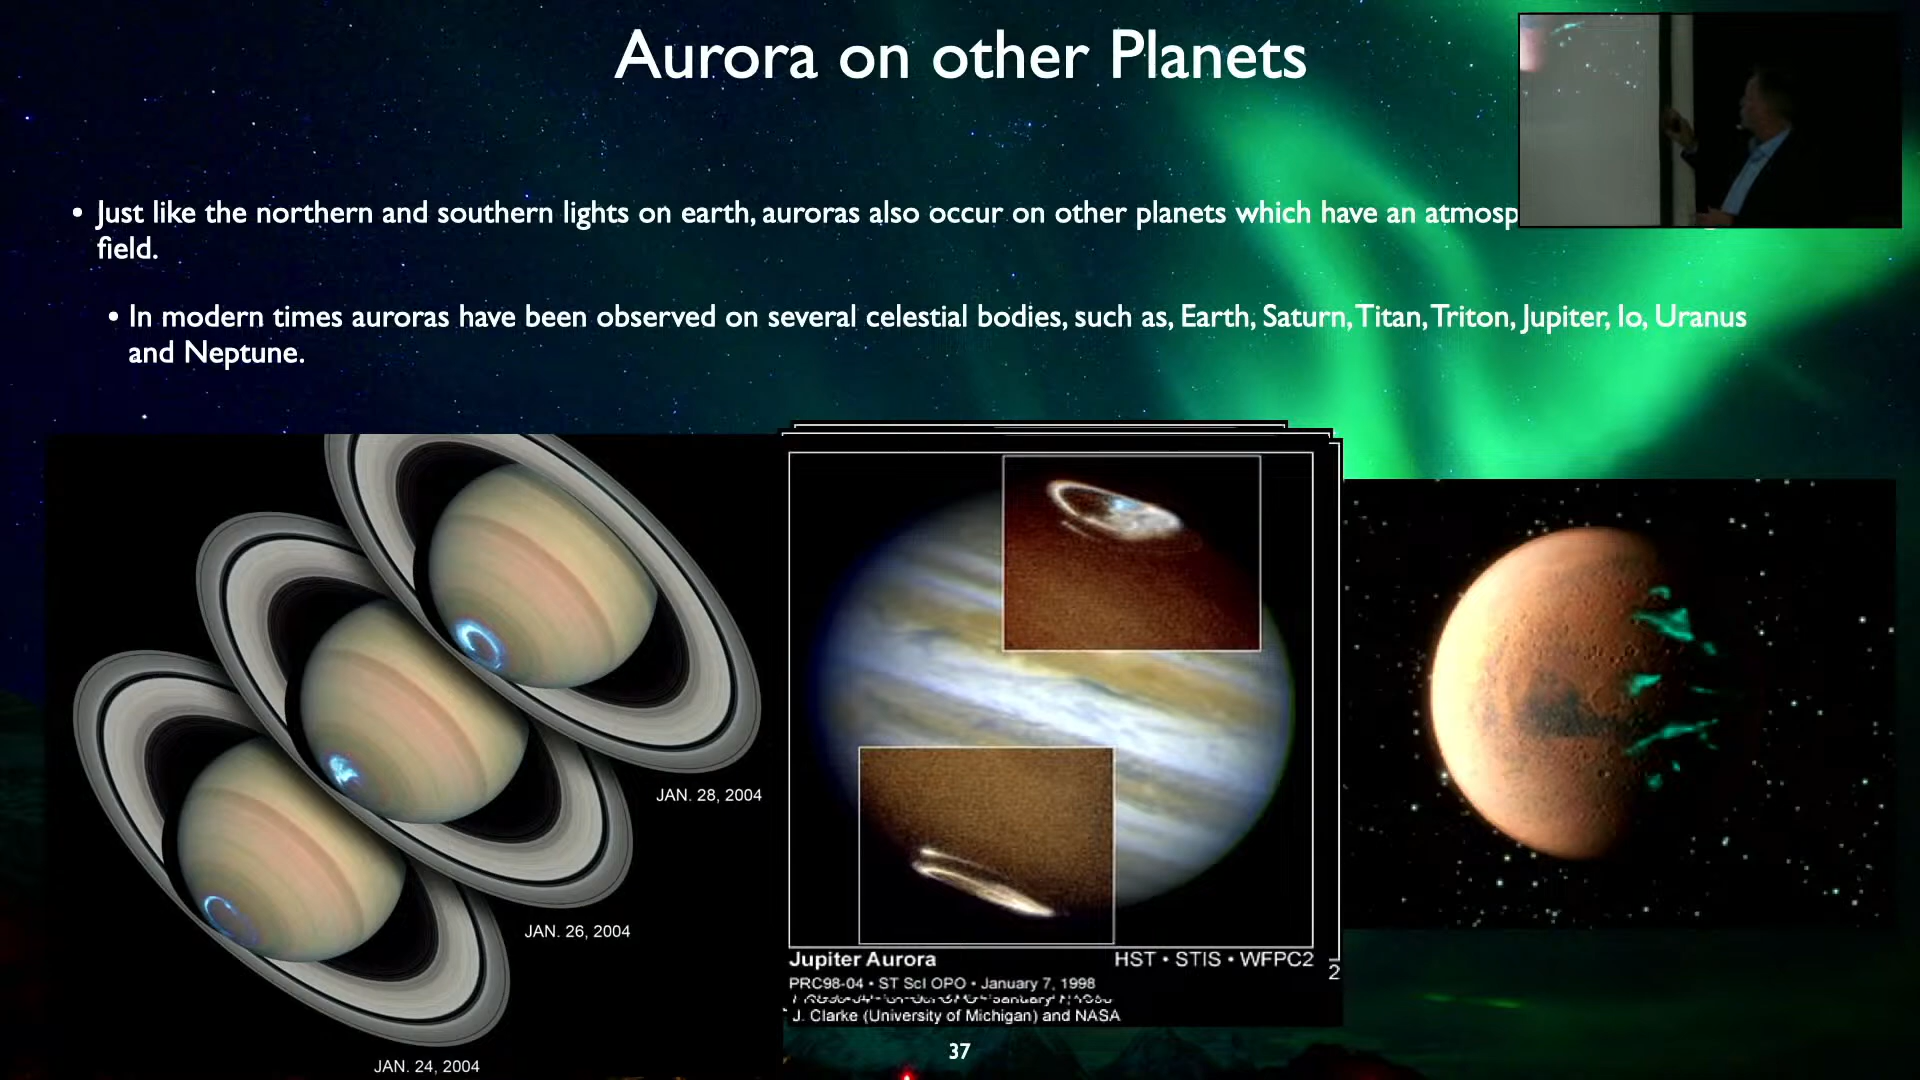 Aurora on other Planets
• Just like the northern and southern lights on earth, auroras also occur on other planets which have an
field.
• In modern times auroras have been observed on several celestial bodies, such as, Earth, Saturn, Titan, Triton, Jupiter, Io, Uranus
and Neptune.
JAN. 28, 2004
JAN. 26, 2004
JAN. 24, 2004
Jupiter Aurora HST • STIS • WFPC2
2
PRC98-04 • ST ScI OPO • January 7, 1998
J. Clarke (University of Michigan) and NASA
37